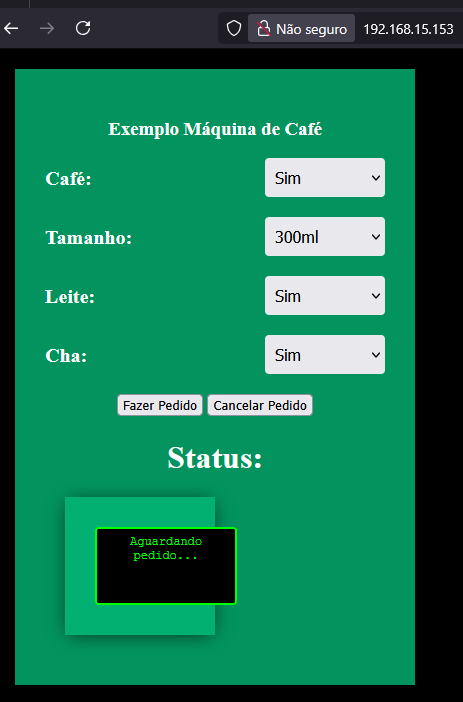 Não seguro 192.168.15.153
Exemplo Máquina de Café
Café: Sim
Tamanho: 300ml
Leite: Sim
Cha: Sim
Fazer Pedido Cancelar Pedido
Status:
Aguardando
pedido...